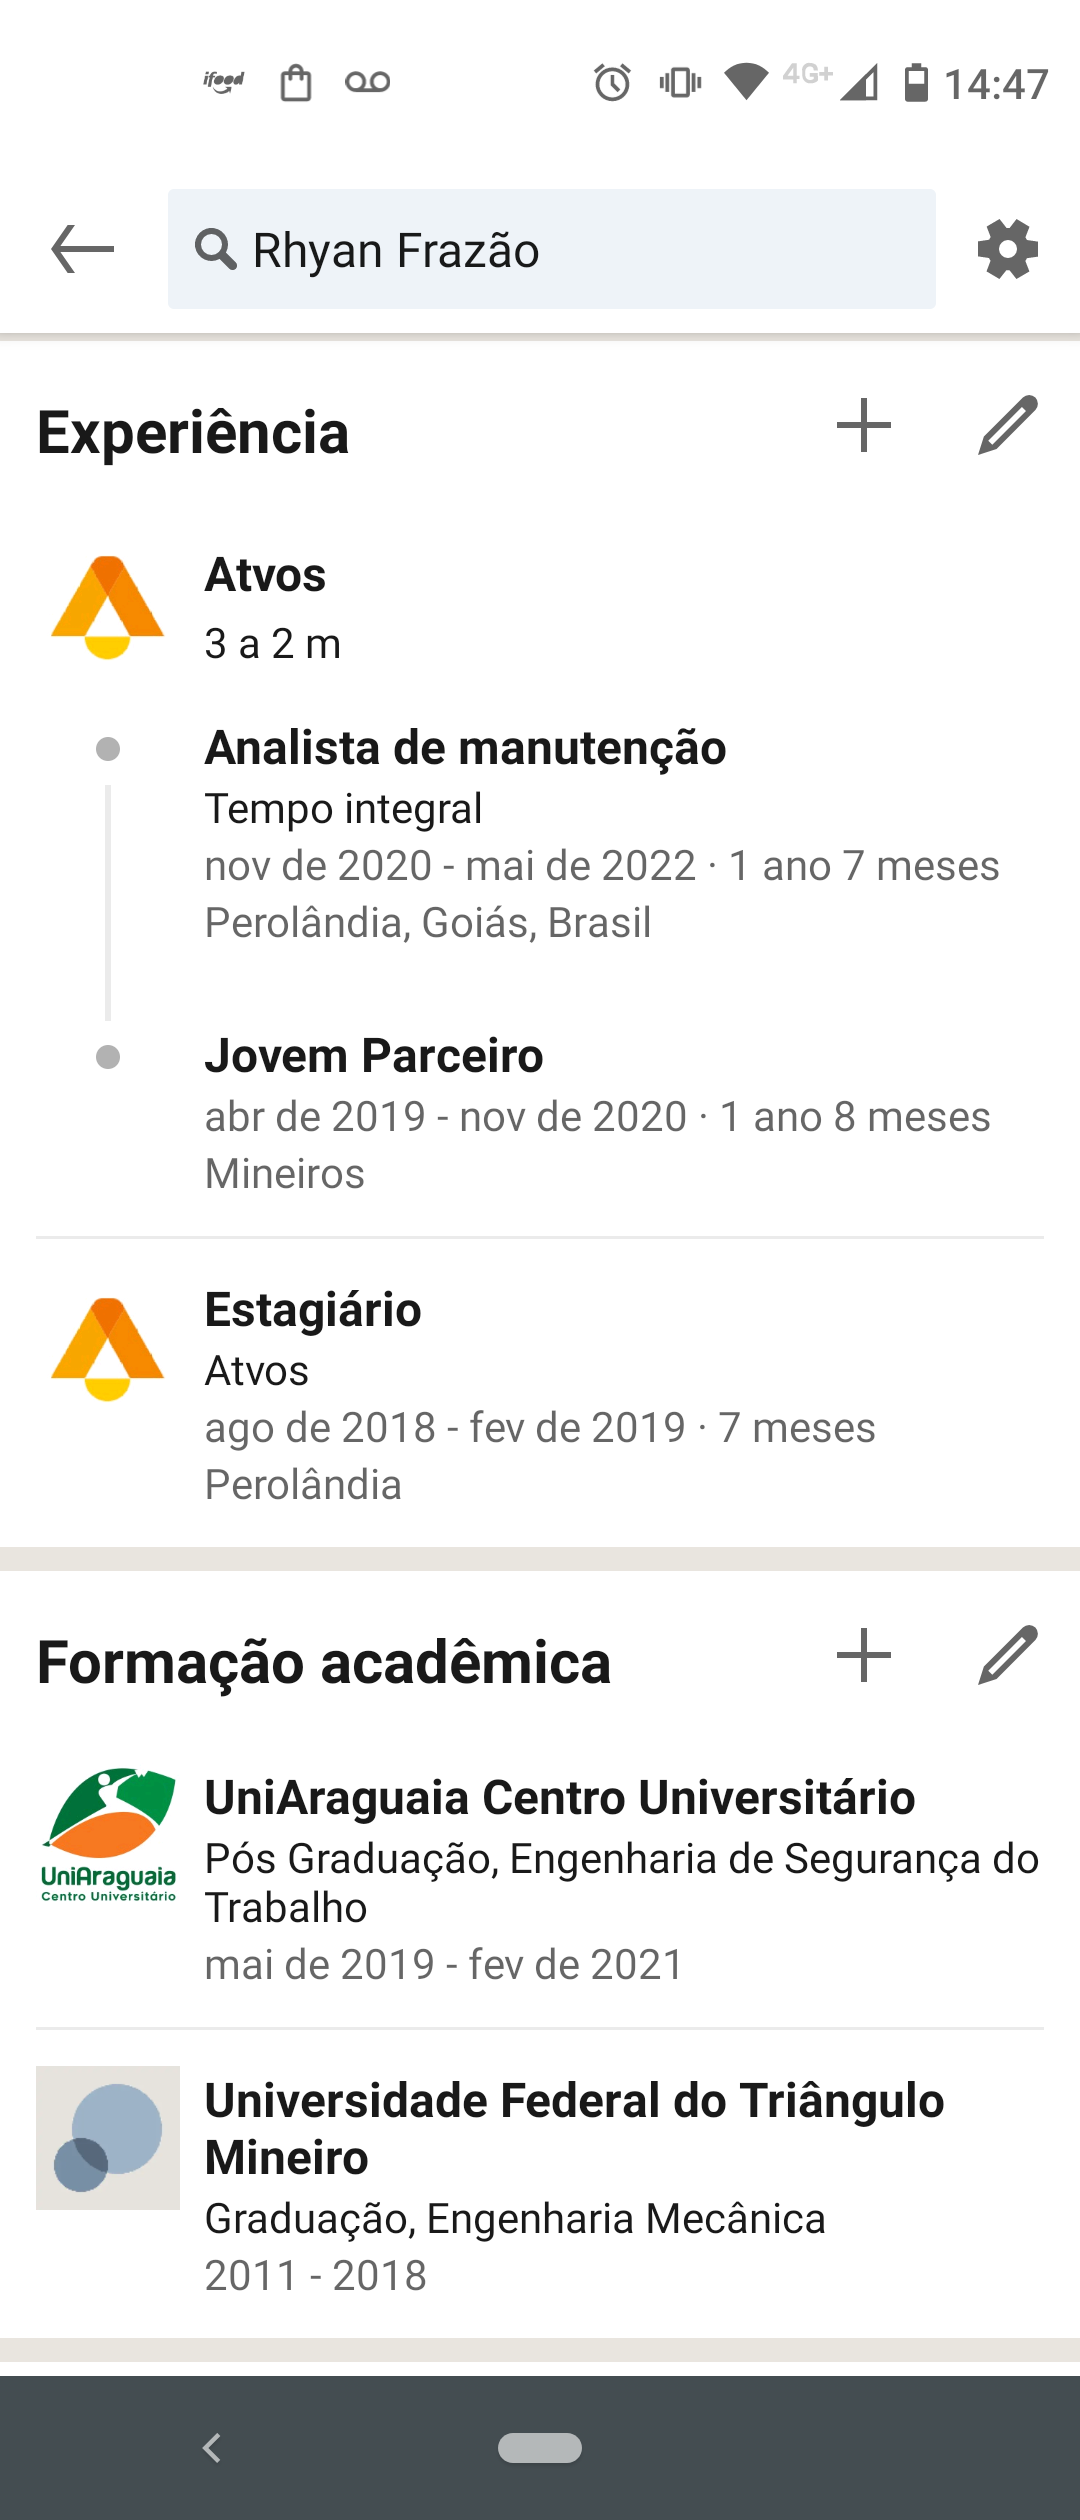 ifood
4G+ 14:47
Rhyan Frazão
Experiência
Atvos
3 a 2 m
Analista de manutenção
Tempo integral
nov de 2020 - mai de 2022 · 1 ano 7 meses
Perolândia, Goiás, Brasil
Jovem Parceiro
abr de 2019 - nov de 2020 · 1 ano 8 meses
Mineiros
Estagiário
Atvos
ago de 2018 - fev de 2019 · 7 meses
Perolândia
Formação acadêmica
UniAraguaia
Centro Universitário
UniAraguaia Centro Universitário
Pós Graduação, Engenharia de Segurança do
Trabalho
mai de 2019 - fev de 2021
Universidade Federal do Triângulo
Mineiro
Graduação, Engenharia Mecânica
2011 - 2018